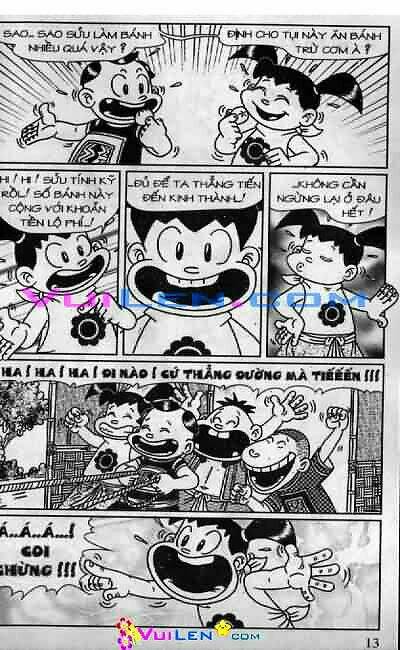 SAO... SAO SỬU LÀM BÁNH
NHIỀU QUÁ VẬY ?
ĐỊNH CHO TỤI NÀY ĂN BÁNH
TRỪ CƠM À ?
HI ! HI ! SỬU TÍNH KỸ
RỒI ! SỐ BÁNH NÀY
CỘNG VỚI KHOẢN
TIỀN LỘ PHÍ...!
...ĐỦ ĐỂ TA THẲNG TIẾN
ĐẾN KINH THÀNH...!
...KHÔNG CẦN
NGỪNG LẠI Ở ĐÂU
HẾT !
VuiLen.com
HA ! HA ! HA ! ĐI NÀO ! CỨ THẲNG ĐƯỜNG MÀ TIẾẾẾN !!!
Á..Á..Á...!
COI
CHỪNG !!!
13
VuiLen.com